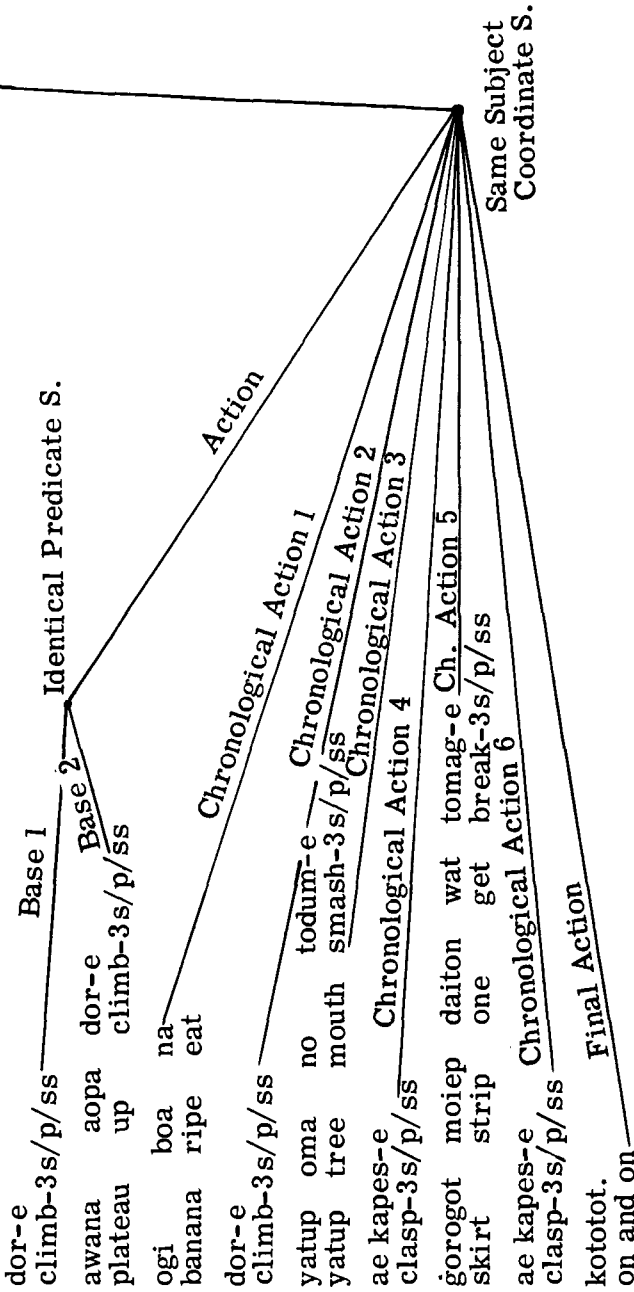 dor-e
climb-3s/p/ss
Base 1
awana aopa dor-e
plateau up climb-3s/p/ss
Base 2
Identical Predicate S.
Action
ogi boa na
banana ripe eat
Chronological Action 1
dor-e
climb-3s/p/ss
Chronological Action 2
yatup oma no todum-e
yatup tree mouth smash-3s/p/ss
Chronological Action 3
ae kapes-e
clasp-3s/p/ss
Chronological Action 4
gorogot moiep daiton wat tomag-e
skirt strip one get break-3s/p/ss
Ch. Action 5
ae kapes-e
clasp-3s/p/ss
Chronological Action 6
kototot.
on and on
Final Action
Same Subject
Coordinate S.